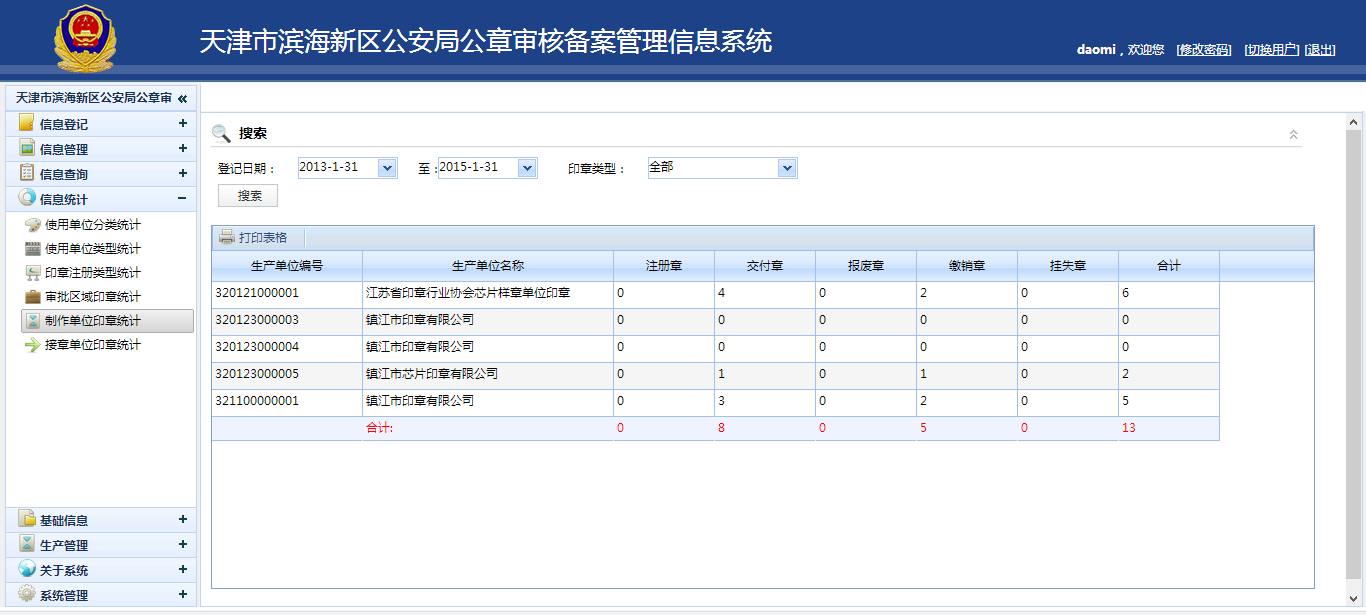 天津市滨海新区公安局公章审核备案管理信息系统
daomi，欢迎您 [修改密码] [切换用户] [退出]
天津市滨海新区公安局公章审 «
信息登记 +
信息管理 +
信息查询 +
信息统计 −
使用单位分类统计
使用单位类型统计
印章注册类型统计
审批区域印章统计
制作单位印章统计
接章单位印章统计
基础信息 +
生产管理 +
关于系统 +
系统管理 +
搜索
登记日期： 2013-1-31 至：2015-1-31 印章类型： 全部
搜索
打印表格
生产单位编号 生产单位名称 注册章 交付章 报废章 缴销章 挂失章 合计
320121000001 江苏省印章行业协会芯片样章单位印章 0 4 0 2 0 6
320123000003 镇江市印章有限公司 0 0 0 0 0 0
320123000004 镇江市印章有限公司 0 0 0 0 0 0
320123000005 镇江市芯片印章有限公司 0 1 0 1 0 2
321100000001 镇江市印章有限公司 0 3 0 2 0 5
合计: 0 8 0 5 0 13